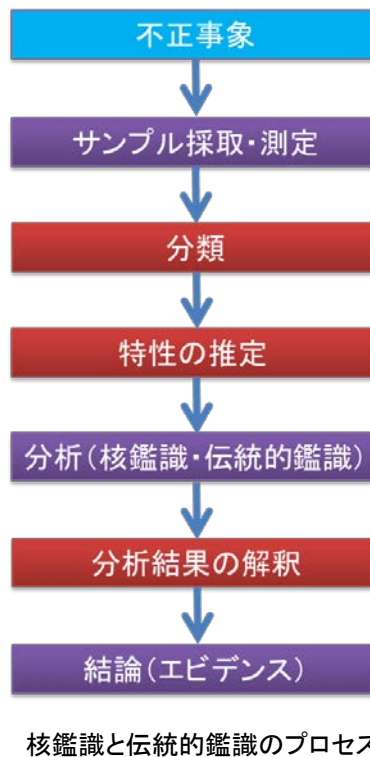 不正事象
サンプル採取・測定
分類
特性の推定
分析(核鑑識・伝統的鑑識)
分析結果の解釈
結論(エビデンス)
核鑑識と伝統的鑑識のプロセス